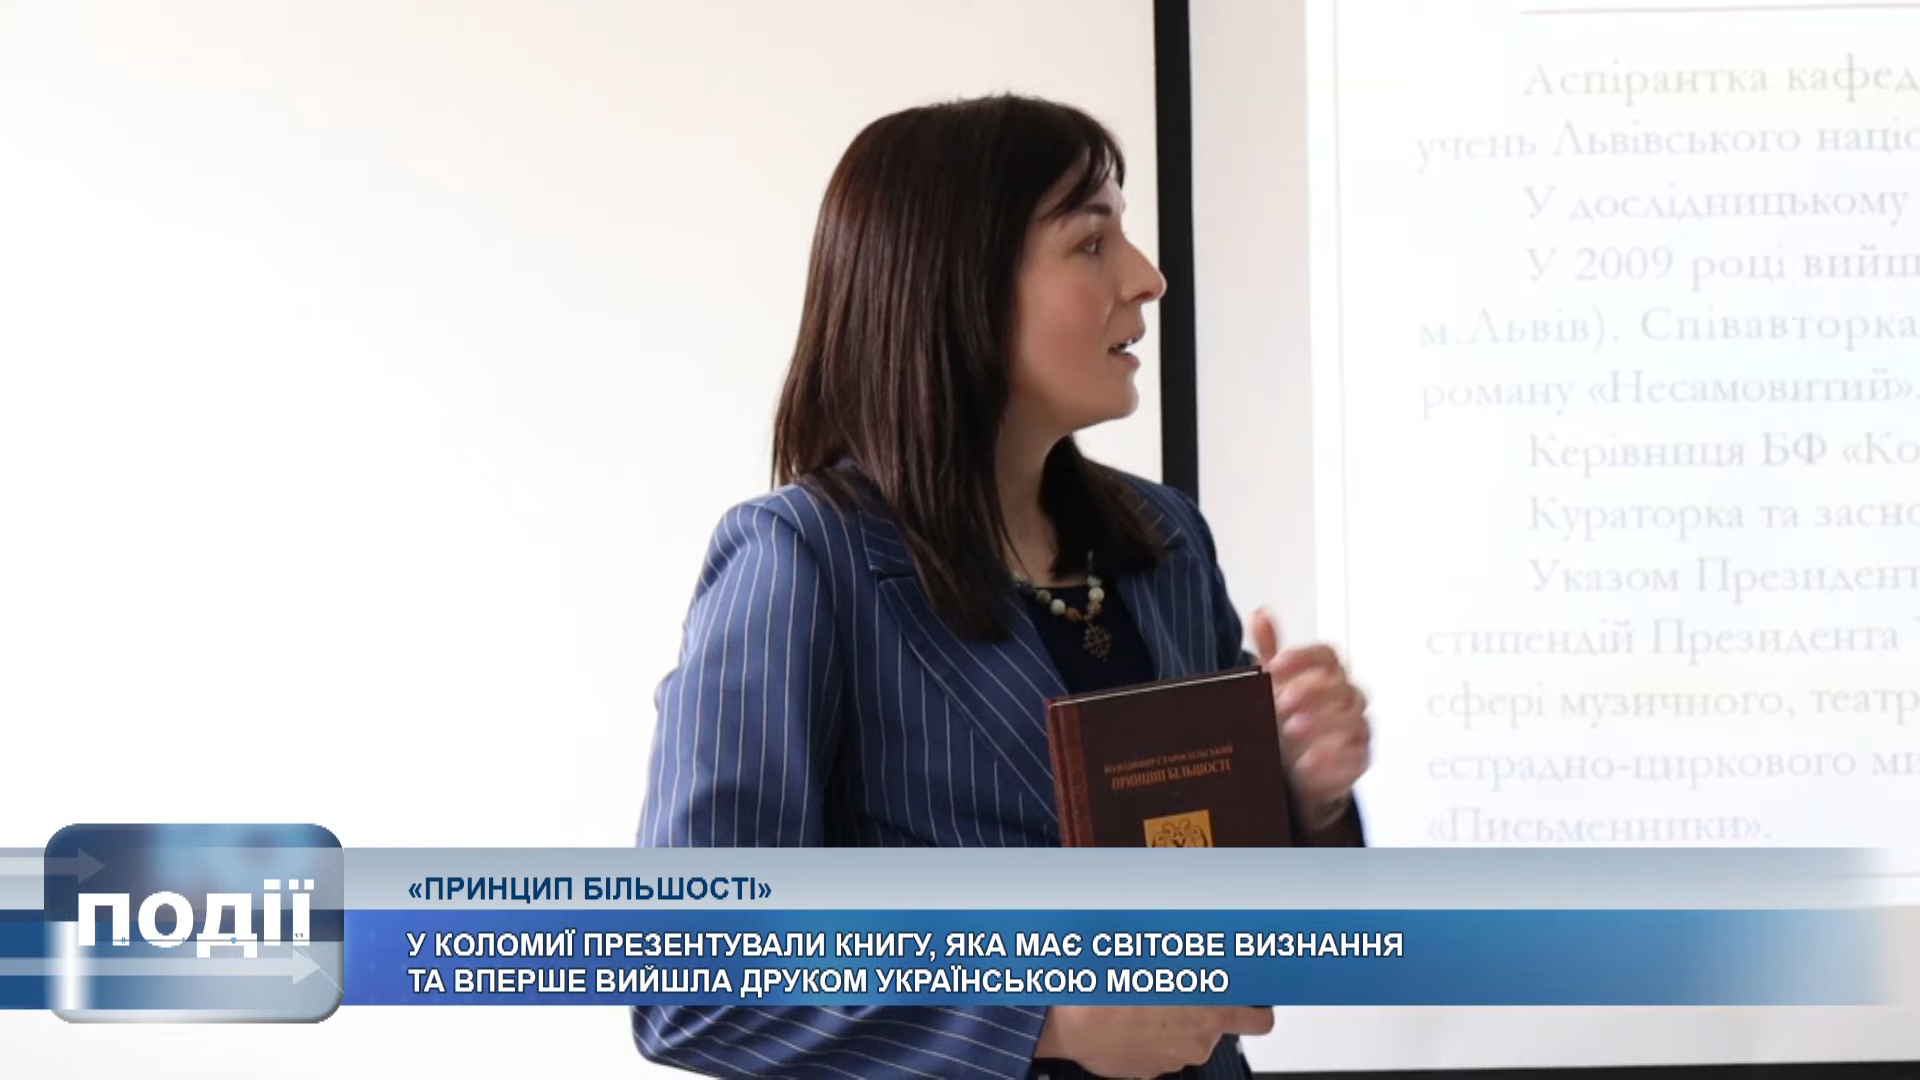 Аспірантка кафед
учень Львівського націо
У дослідницькому
У 2009 році вийш
м.Львів). Співавторка
роману «Несамовитий».
Керівниця БФ «Ко
Кураторка та засно
Указом Президент
стипендій Президента
сфері музичного, театр
естрадно-циркового ми
«Письменники».
ВОЛОДИМИР СТАРОСОЛЬСЬКИЙ
ПРИНЦИП БІЛЬШОСТІ
події
«ПРИНЦИП БІЛЬШОСТІ»
У КОЛОМИЇ ПРЕЗЕНТУВАЛИ КНИГУ, ЯКА МАЄ СВІТОВЕ ВИЗНАННЯ
ТА ВПЕРШЕ ВИЙШЛА ДРУКОМ УКРАЇНСЬКОЮ МОВОЮ